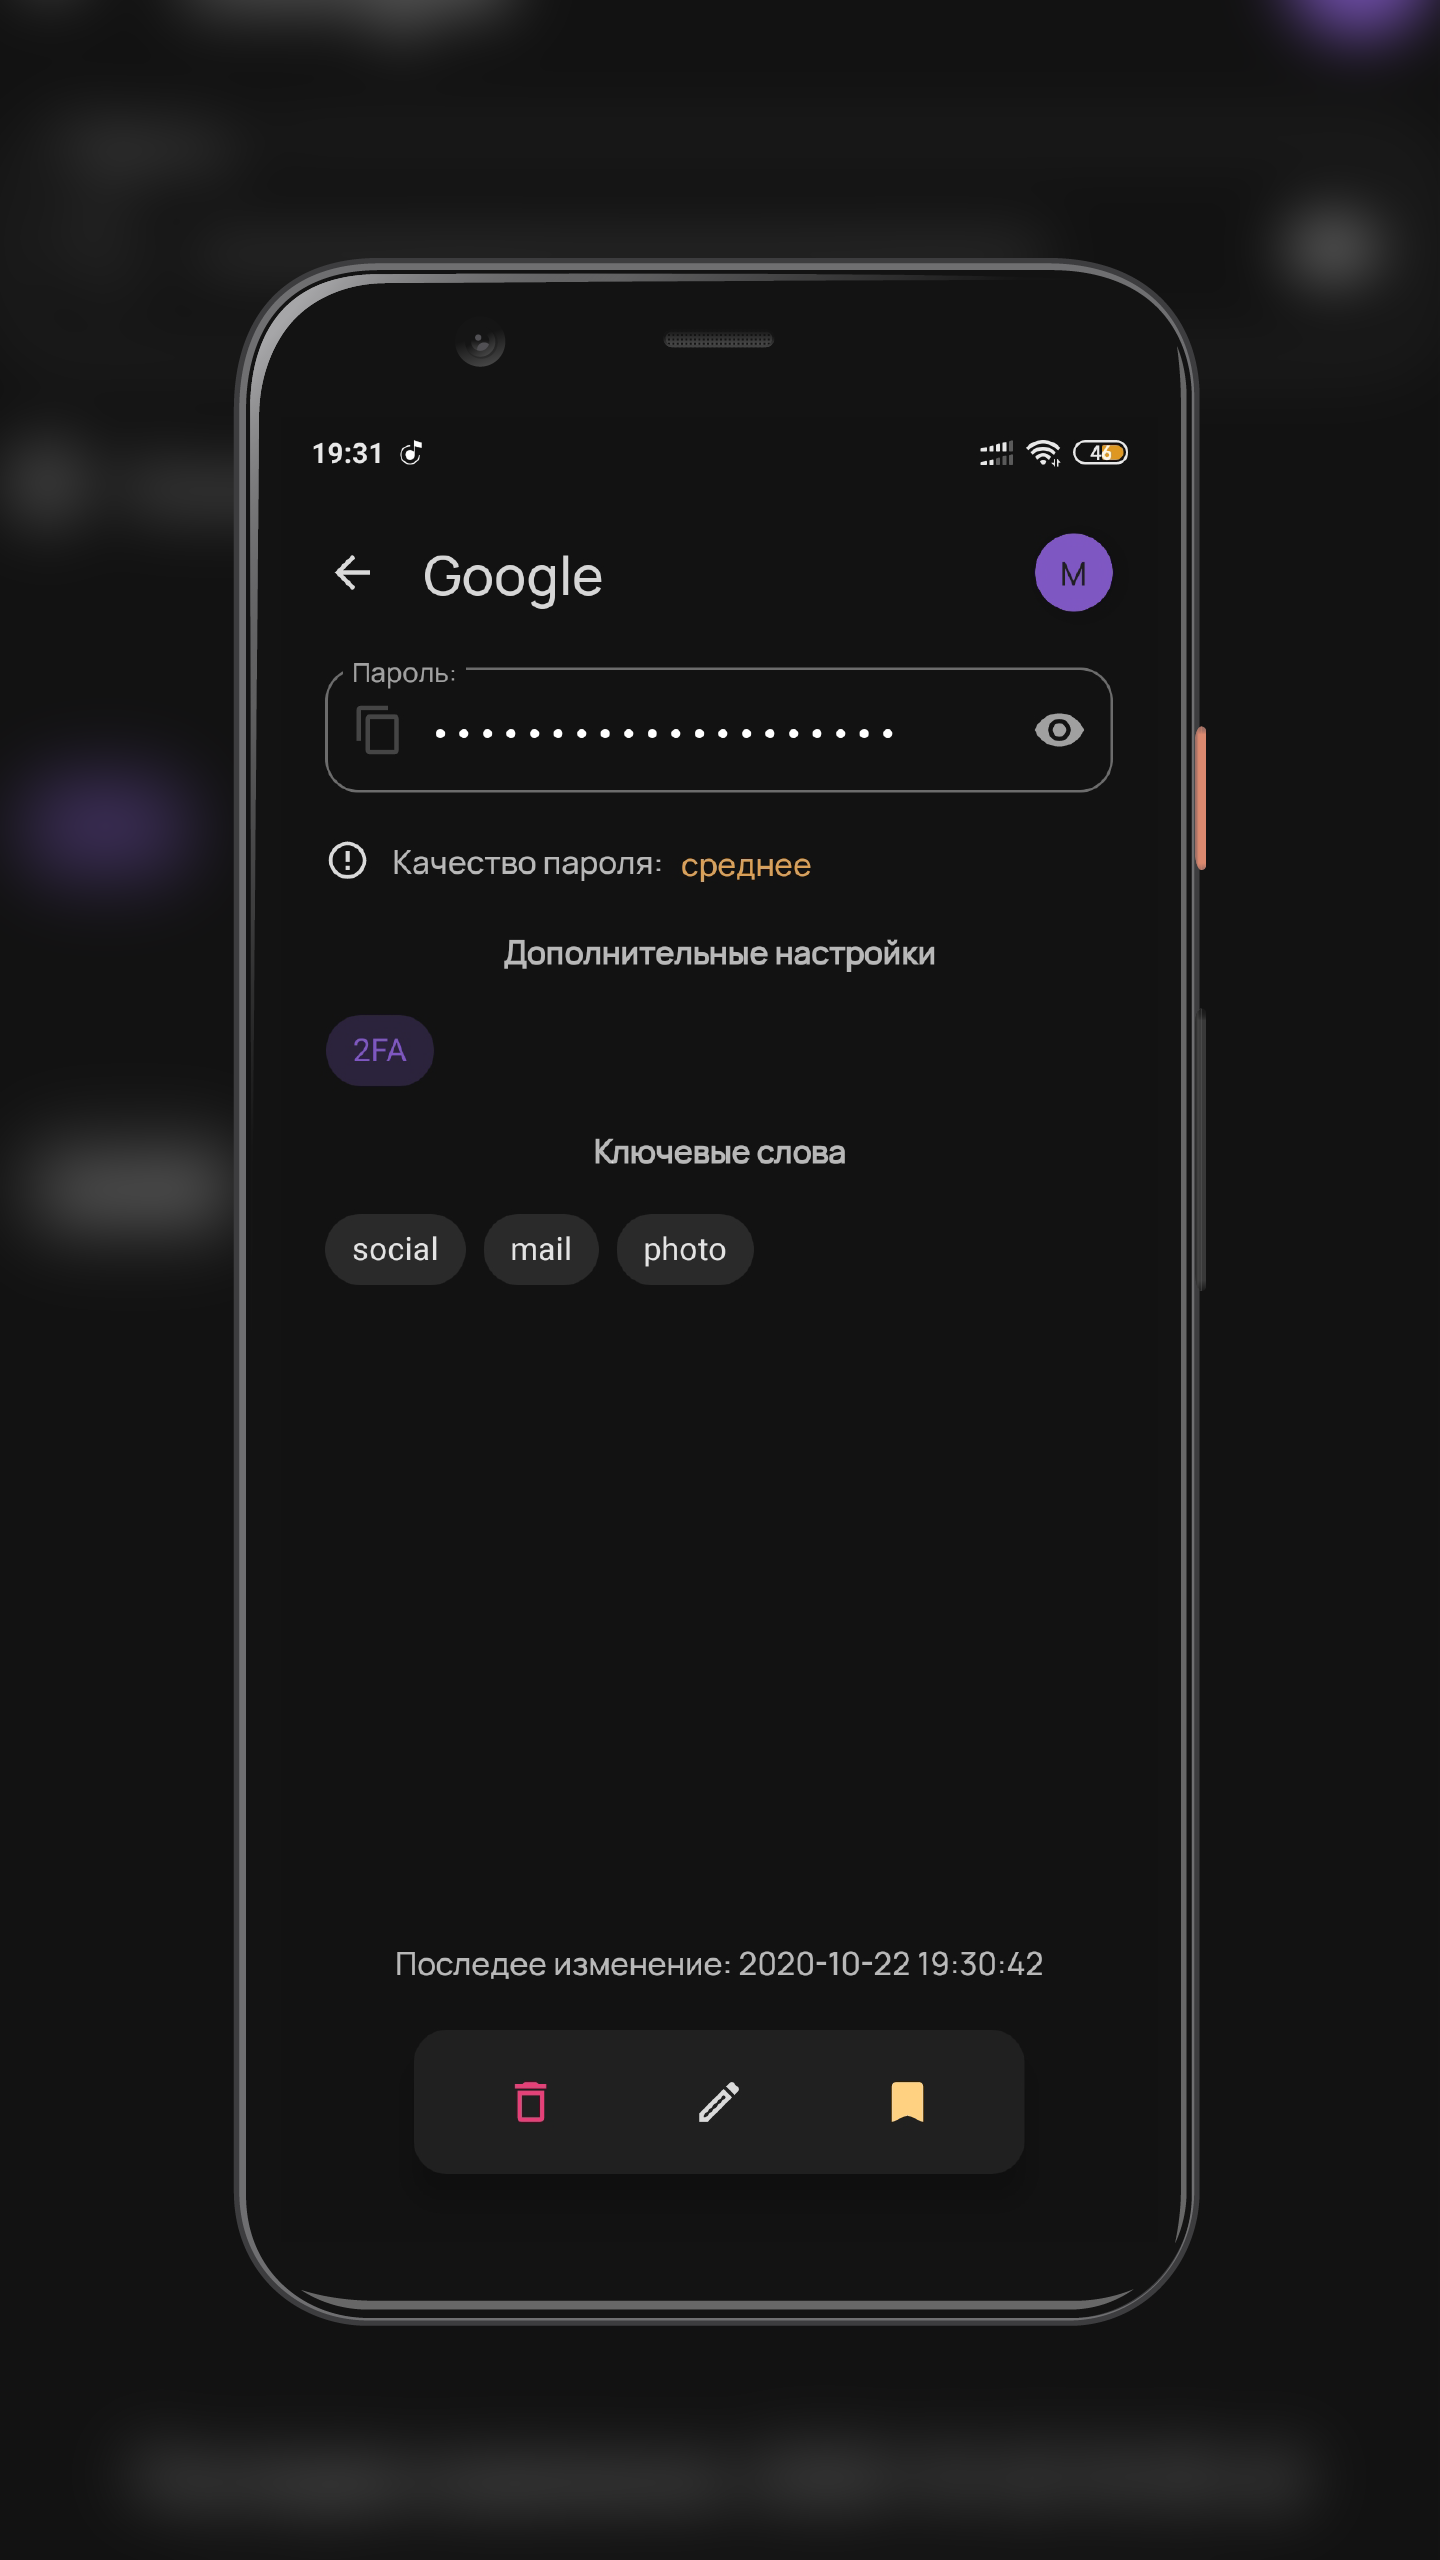 19:31
46
Google
M
Пароль:
••••••••••••••••••••
Качество пароля: среднее
Дополнительные настройки
2FA
Ключевые слова
social mail photo
Последее изменение: 2020-10-22 19:30:42